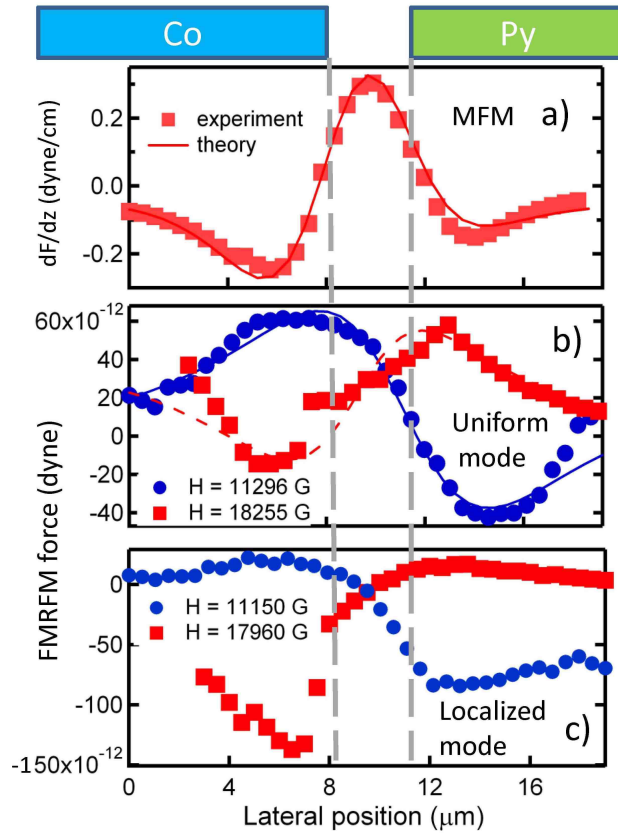 Co
Py
dF/dz (dyne/cm)
0.2
0.0
-0.2
experiment
theory
MFM
a)
FMRFM force (dyne)
60x10-12
40
20
0
-20
-40
b)
Uniform
mode
H = 11296 G
H = 18255 G
0
-50
-100
-150x10-12
H = 11150 G
H = 17960 G
Localized
mode
c)
0
4
8
12
16
Lateral position (μm)